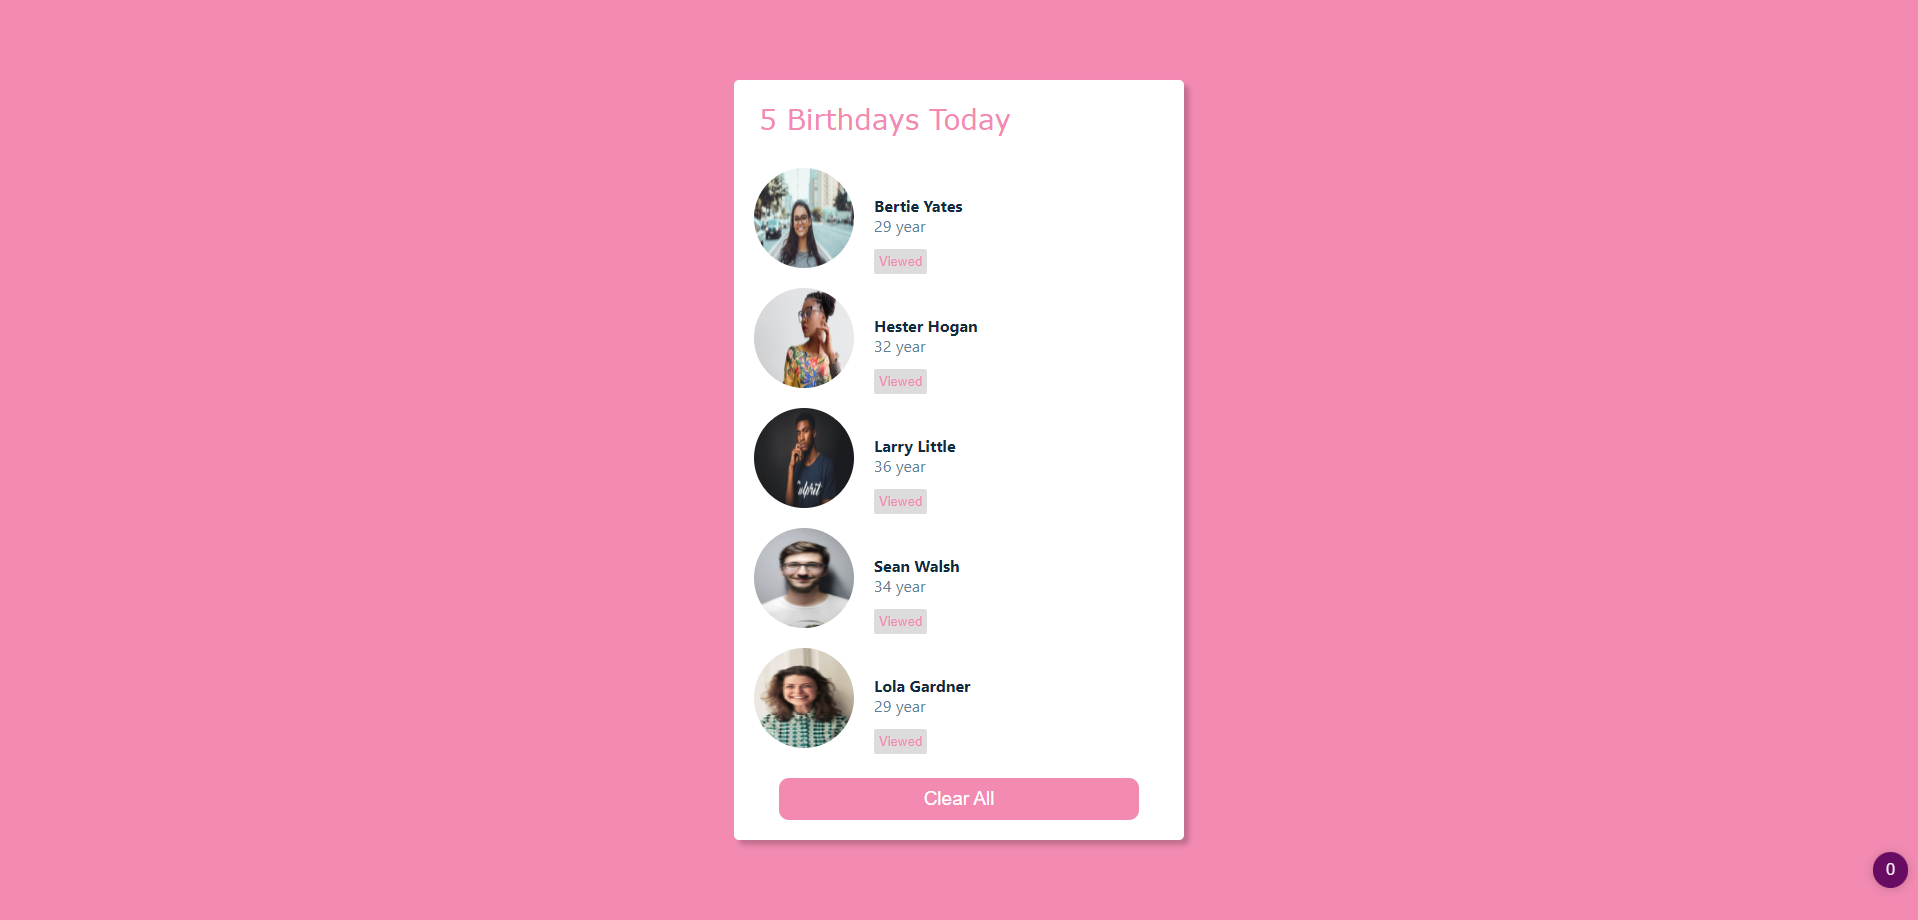 5 Birthdays Today
Bertie Yates
29 year
Viewed
Hester Hogan
32 year
Viewed
Larry Little
36 year
Viewed
Sean Walsh
34 year
Viewed
Lola Gardner
29 year
Viewed
Clear All
0